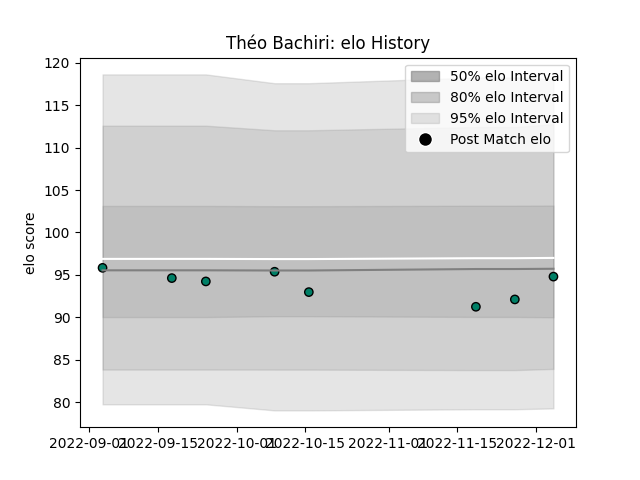 Théo Bachiri: elo History
120
115
110
105
100
95
90
85
80
elo score
50% elo Interval
80% elo Interval
95% elo Interval
Post Match elo
2022-09-01 2022-09-15 2022-10-01 2022-10-15 2022-11-01 2022-11-15 2022-12-01